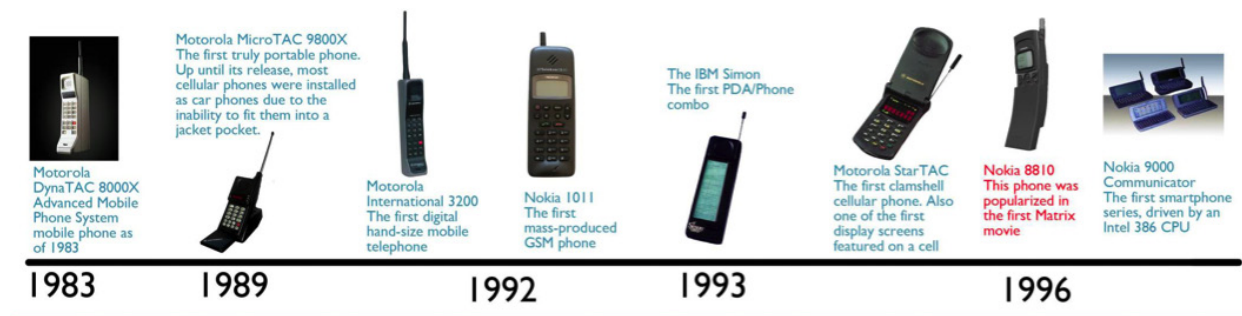 Motorola
DynaTAC 8000X
Advanced Mobile
Phone System
mobile phone as
of 1983
Motorola MicroTAC 9800X
The first truly portable phone.
Up until its release, most
cellular phones were installed
as car phones due to the
inability to fit them into a
jacket pocket.
Motorola
International 3200
The first digital
hand-size mobile
telephone
Nokia 1011
The first
mass-produced
GSM phone
The IBM Simon
The first PDA/Phone
combo
Motorola StarTAC
The first clamshell
cellular phone. Also
one of the first
display screens
featured on a cell
Nokia 8810
This phone was
popularized in
the first Matrix
movie
Nokia 9000
Communicator
The first smartphone
series, driven by an
Intel 386 CPU
1983
1989
1992
1993
1996